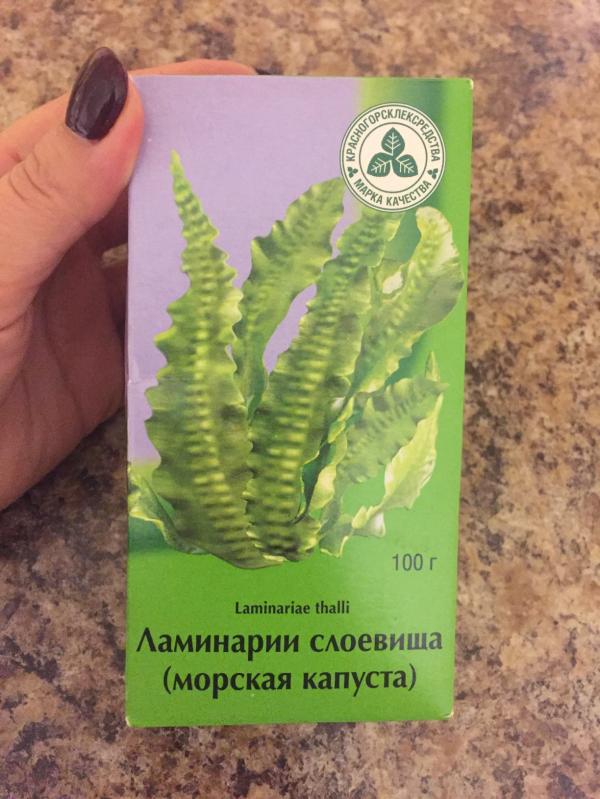 КРАСНОГОРСКЛЕКСРЕДСТВА
МАРКА КАЧЕСТВА
100 г
Laminariae thalli
Ламинарии слоевища
(морская капуста)